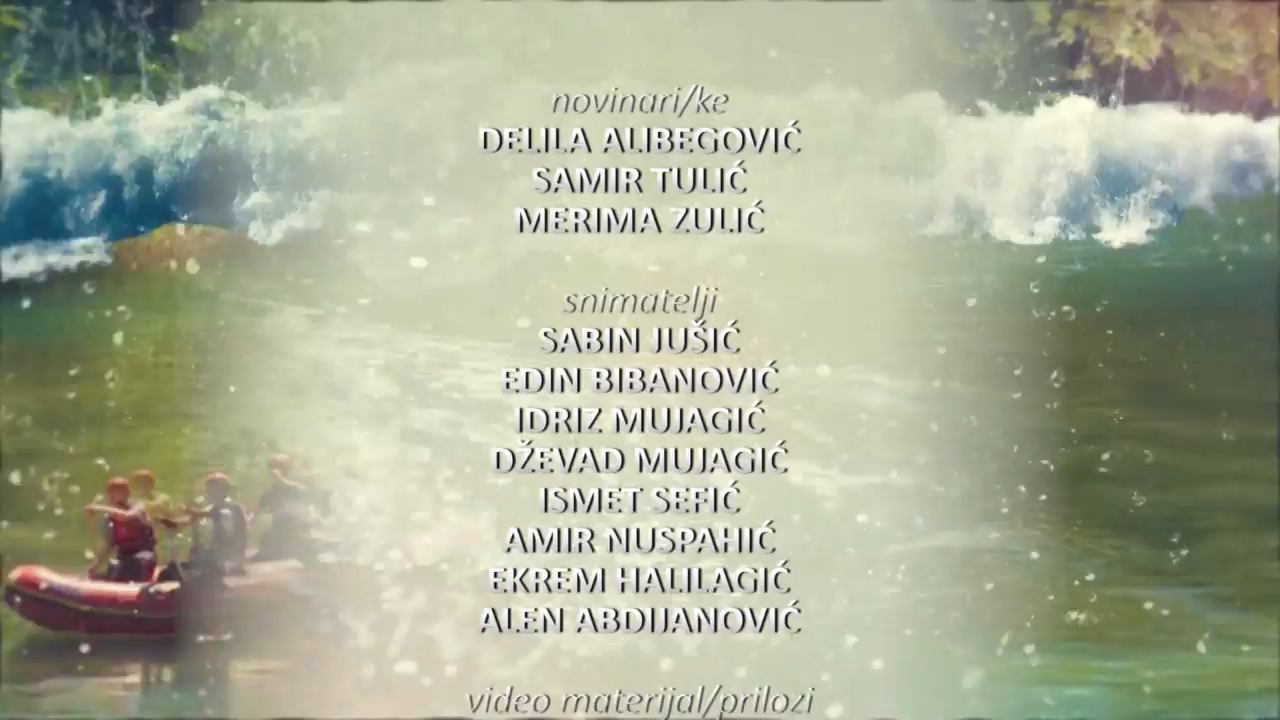 novinari/ke
DELILA ALIBEGOVIĆ
SAMIR TULIĆ
MERIMA ZULIĆ
snimatelji
SABIN JUŠIĆ
EDIN BIBANOVIĆ
IDRIZ MUJAGIĆ
DŽEVAD MUJAGIĆ
ISMET SEFIĆ
AMIR NUSPAHIĆ
EKREM HALILAGIĆ
ALEN ABDIJANOVIĆ
video materijal/prilozi